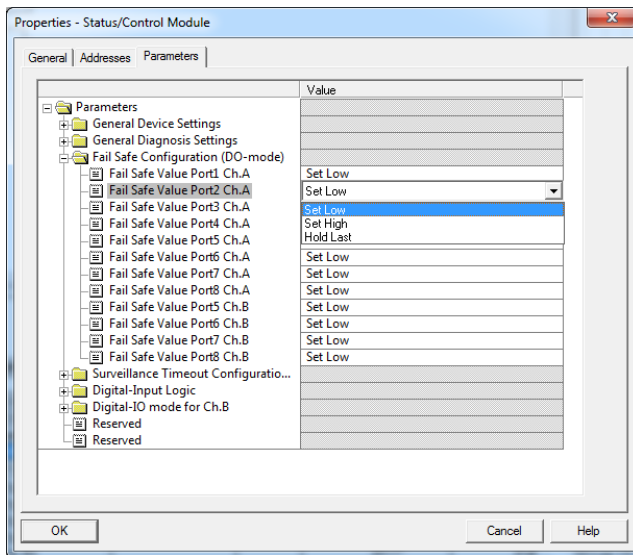 Properties - Status/Control Module
General Addresses Parameters
Value
Parameters
General Device Settings
General Diagnosis Settings
Fail Safe Configuration (DO-mode)
Fail Safe Value Port1 Ch.A Set Low
Fail Safe Value Port2 Ch.A Set Low
Fail Safe Value Port3 Ch.A Set Low
Fail Safe Value Port4 Ch.A Set High
Fail Safe Value Port5 Ch.A Hold Last
Fail Safe Value Port6 Ch.A Set Low
Fail Safe Value Port7 Ch.A Set Low
Fail Safe Value Port8 Ch.A Set Low
Fail Safe Value Port5 Ch.B Set Low
Fail Safe Value Port6 Ch.B Set Low
Fail Safe Value Port7 Ch.B Set Low
Fail Safe Value Port8 Ch.B Set Low
Surveillance Timeout Configuratio...
Digital-Input Logic
Digital-IO mode for Ch.B
Reserved
Reserved
OK Cancel Help